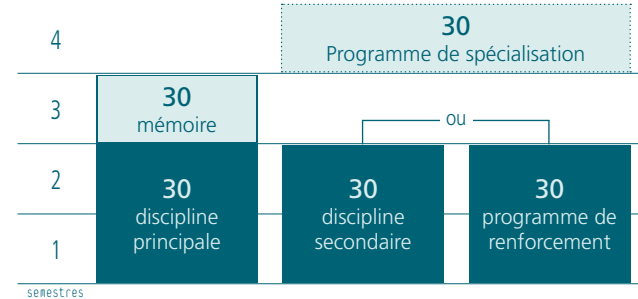 4
30
Programme de spécialisation
3
30
mémoire
ou
2
30
discipline
principale
30
discipline
secondaire
30
programme de
renforcement
1
semestres